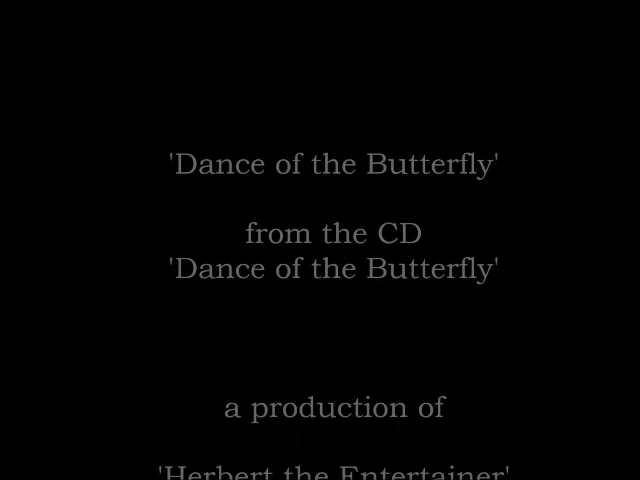 'Dance of the Butterfly'
from the CD
'Dance of the Butterfly'
a production of
'Herbert the Entertainer'